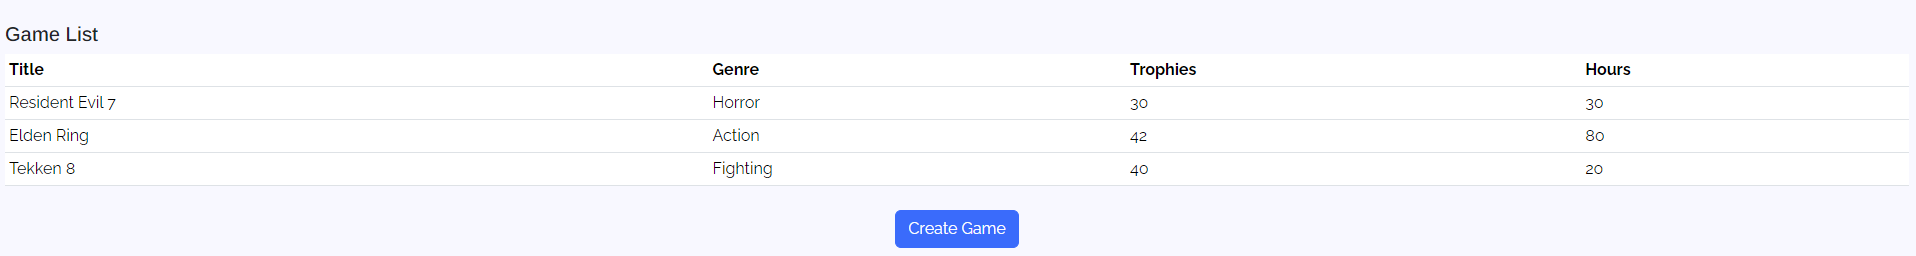 Game List
Title Genre Trophies Hours
Resident Evil 7 Horror 30 30
Elden Ring Action 42 80
Tekken 8 Fighting 40 20
Create Game